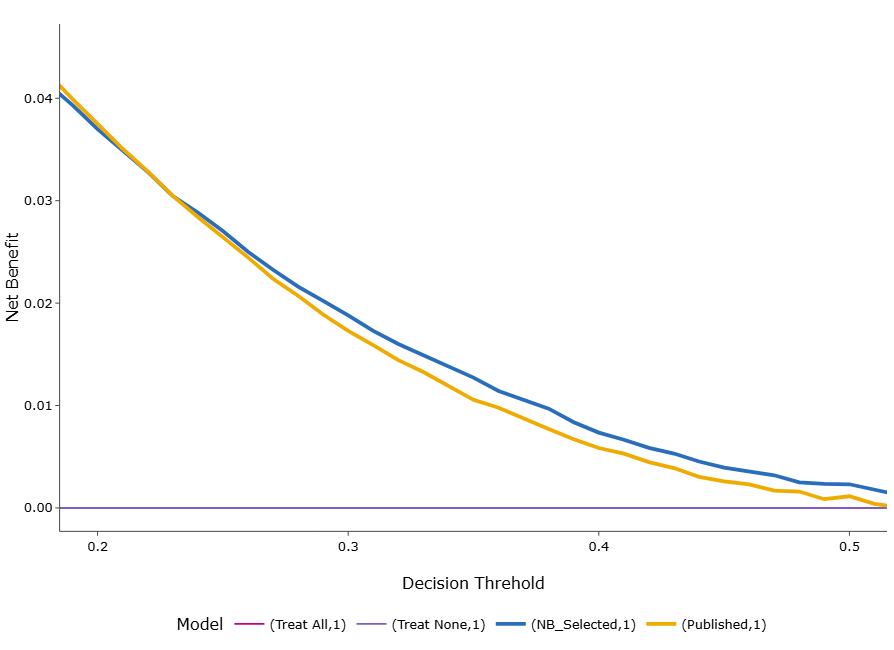 0.04
0.03
0.02
0.01
0.00
Net Benefit
0.2 0.3 0.4 0.5
Decision Threhold
Model (Treat All,1) (Treat None,1) (NB_Selected,1) (Published,1)